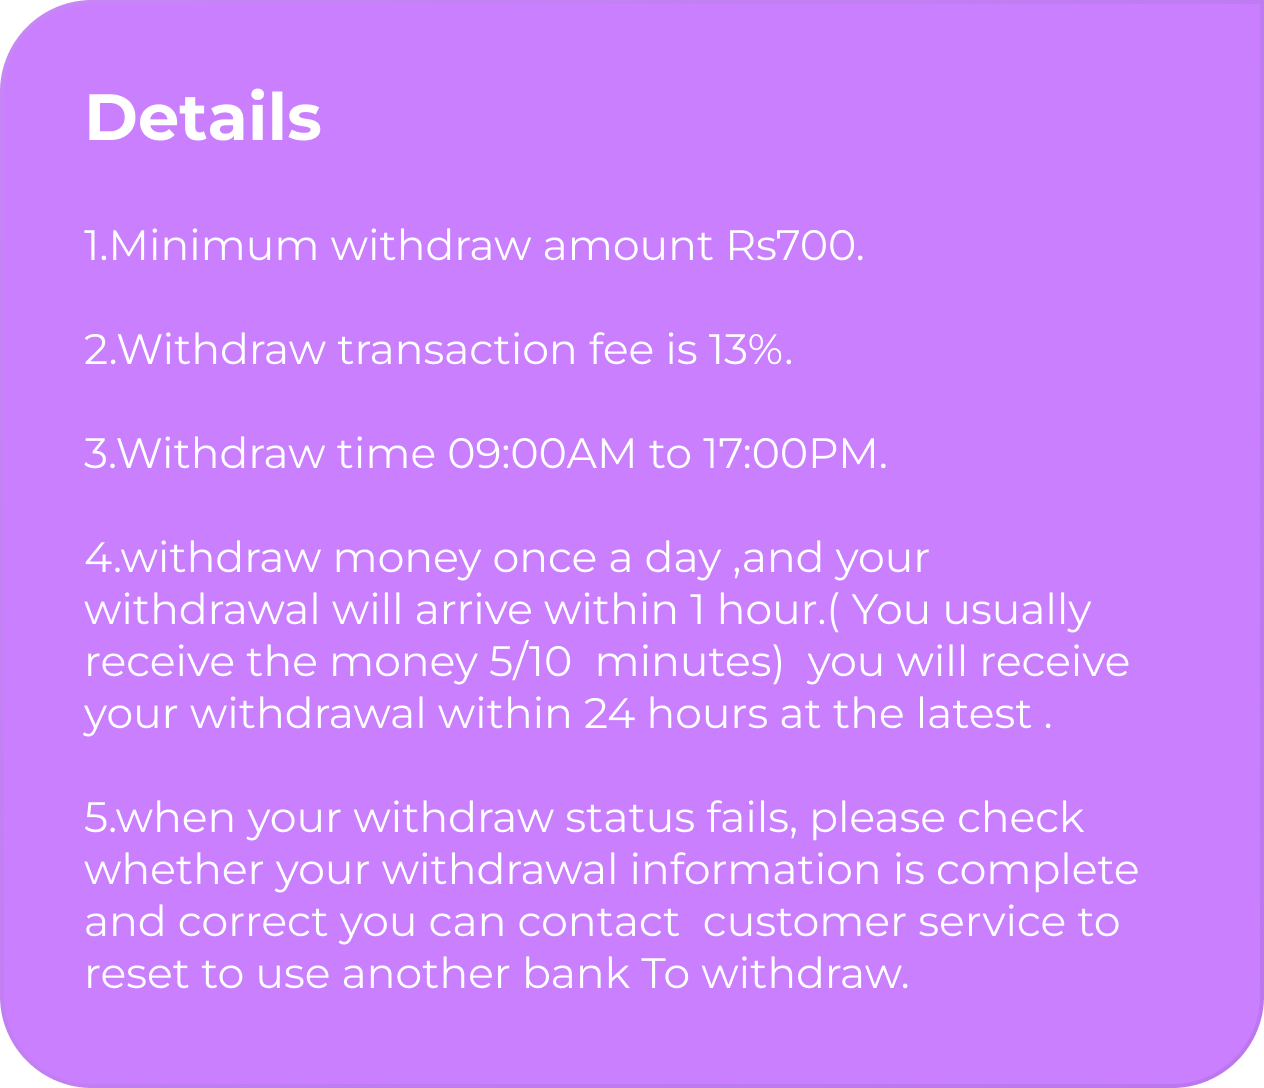 Details
1.Minimum withdraw amount Rs700.
2.Withdraw transaction fee is 13%.
3.Withdraw time 09:00AM to 17:00PM.
4.withdraw money once a day ,and your
withdrawal will arrive within 1 hour.( You usually
receive the money 5/10  minutes)  you will receive
your withdrawal within 24 hours at the latest .
5.when your withdraw status fails, please check
whether your withdrawal information is complete
and correct you can contact  customer service to
reset to use another bank To withdraw.